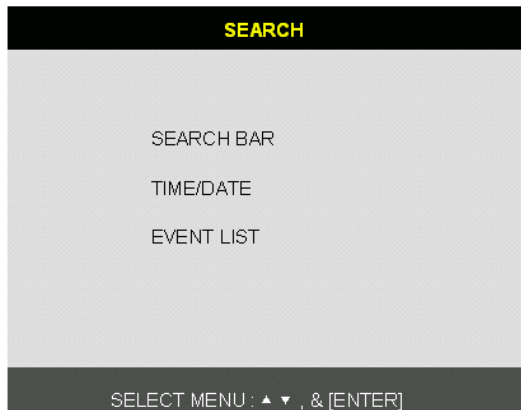 SEARCH
SEARCH BAR
TIME/DATE
EVENT LIST
SELECT MENU : ▲ ▼ , & [ENTER]